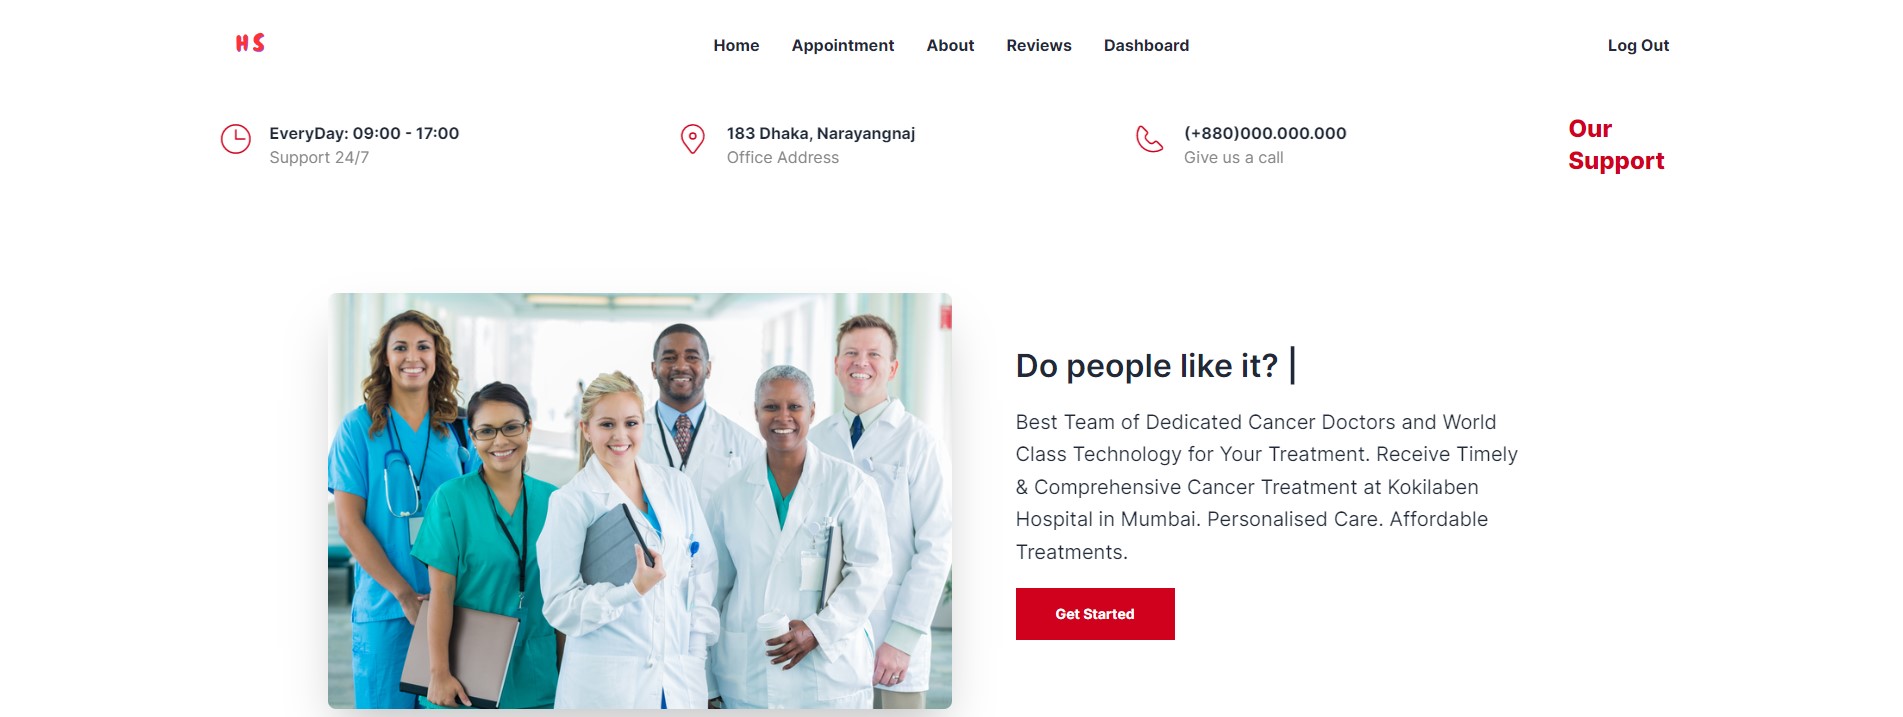 HS
Home Appointment About Reviews Dashboard
Log Out
EveryDay: 09:00 - 17:00
Support 24/7
183 Dhaka, Narayangnaj
Office Address
(+880)000.000.000
Give us a call
Our
Support
Do people like it? |
Best Team of Dedicated Cancer Doctors and World
Class Technology for Your Treatment. Receive Timely
& Comprehensive Cancer Treatment at Kokilaben
Hospital in Mumbai. Personalised Care. Affordable
Treatments.
Get Started